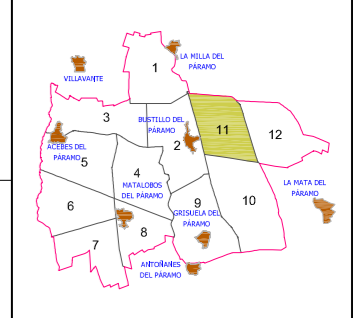 LA MILLA DEL
PÁRAMO
1
VILLAVANTE
3
BUSTILLO DEL
PÁRAMO
11
12
2
ACEBES DEL
PÁRAMO
5
4
MATALOBOS
DEL PÁRAMO
LA MATA DEL
PÁRAMO
6
9
10
GRISUELA DEL
PÁRAMO
8
7
ANTOÑANES
DEL PÁRAMO